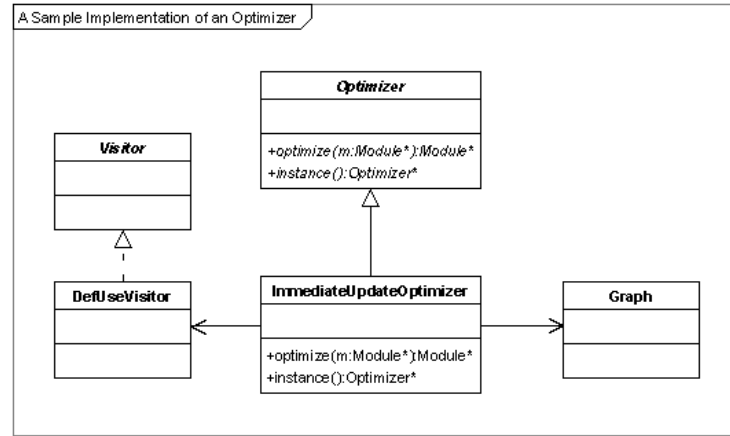 A Sample Implementation of an Optimizer
Optimizer
+optimize(m:Module*):Module*
+instance():Optimizer*
Visitor
DefUseVisitor
ImmediateUpdateOptimizer
+optimize(m:Module*):Module*
+instance():Optimizer*
Graph